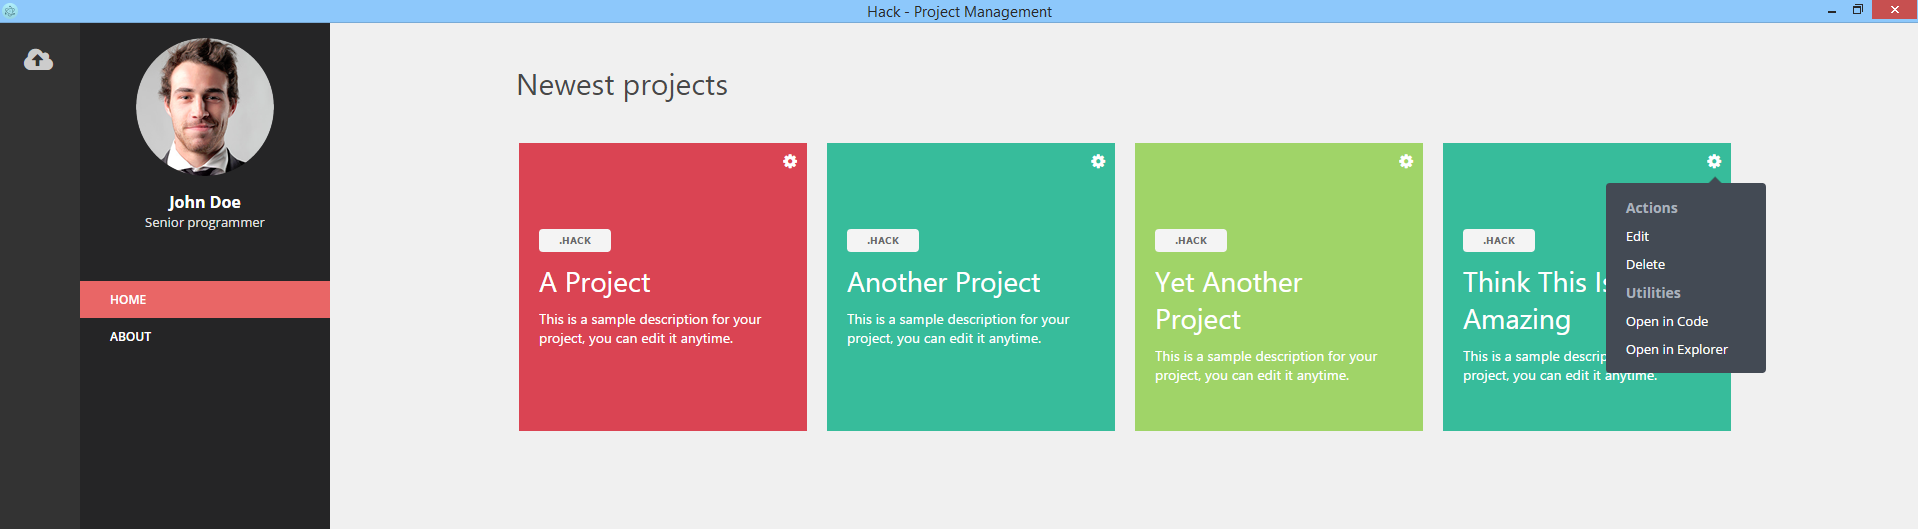 Hack - Project Management
John Doe
Senior programmer
HOME
ABOUT
Newest projects
.HACK
A Project
This is a sample description for your
project, you can edit it anytime.
.HACK
Another Project
This is a sample description for your
project, you can edit it anytime.
.HACK
Yet Another
Project
This is a sample description for your
project, you can edit it anytime.
.HACK
Think This Is
Amazing
This is a sample descrip
project, you can edit it anytime.
Actions
Edit
Delete
Utilities
Open in Code
Open in Explorer